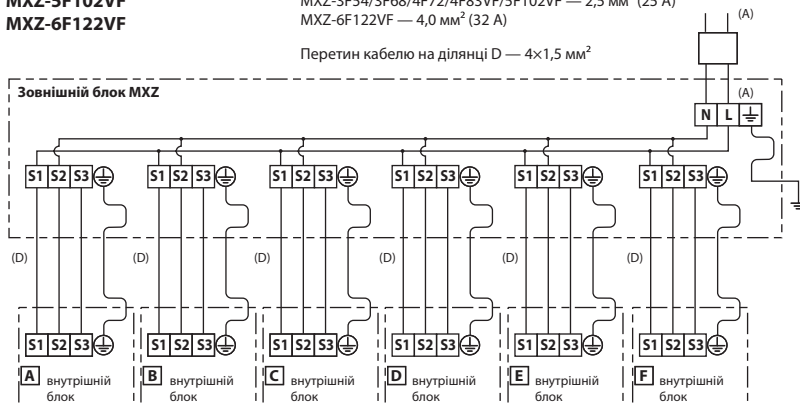 MXZ-5F102VF
MXZ-3F54/3F68/4F72/4F83VF/5F102VF — 2,5 мм² (25 А)
MXZ-6F122VF
MXZ-6F122VF — 4,0 мм² (32 А)
Перетин кабелю на ділянці D — 4×1,5 мм²
(A)
Зовнішній блок MXZ
(A)
N L
S1 S2 S3 S1 S2 S3 S1 S2 S3 S1 S2 S3 S1 S2 S3 S1 S2 S3
(D) (D) (D) (D) (D) (D)
S1 S2 S3 S1 S2 S3 S1 S2 S3 S1 S2 S3 S1 S2 S3 S1 S2 S3
A внутрішній B внутрішній C внутрішній D внутрішній E внутрішній F внутрішній
блок блок блок блок блок блок